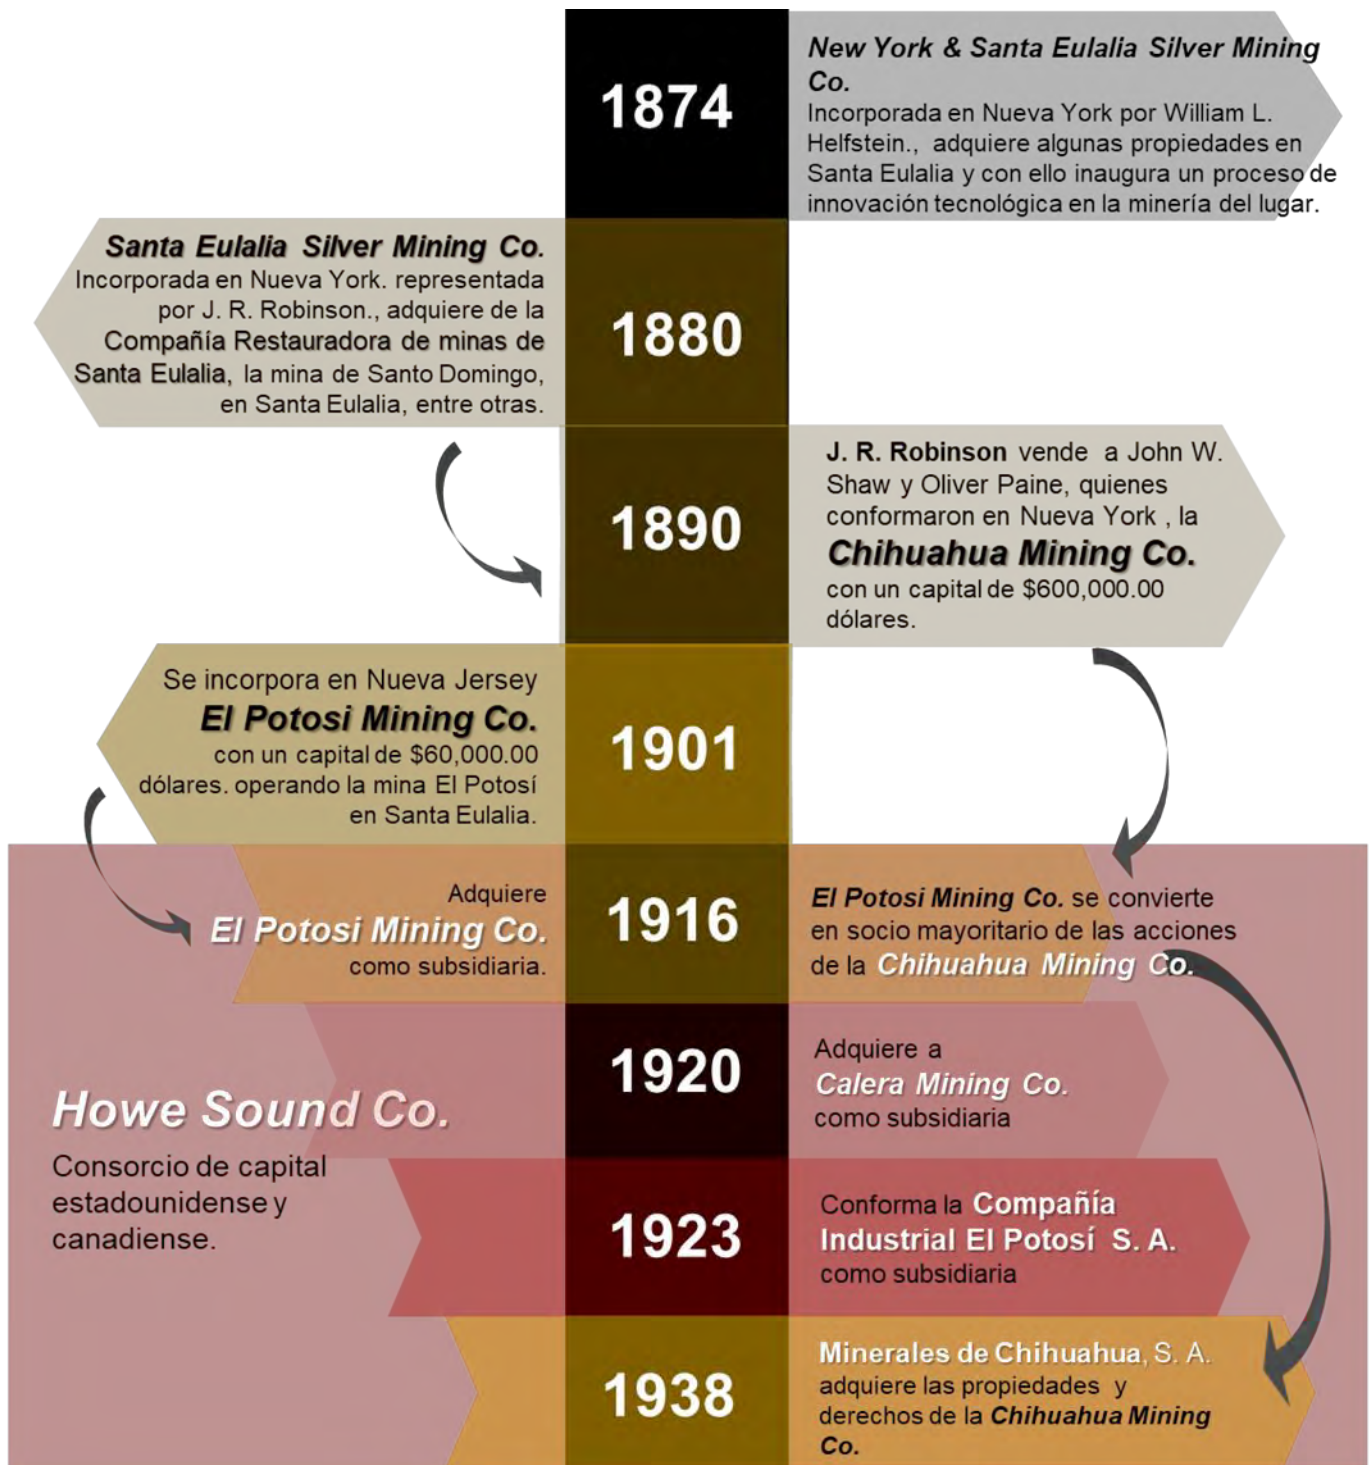 1874
New York & Santa Eulalia Silver Mining
Co.
Incorporada en Nueva York por William L.
Helfstein., adquiere algunas propiedades en
Santa Eulalia y con ello inaugura un proceso de
innovación tecnológica en la minería del lugar.
Santa Eulalia Silver Mining Co.
Incorporada en Nueva York. representada
por J. R. Robinson., adquiere de la
Compañía Restauradora de minas de
Santa Eulalia, la mina de Santo Domingo,
en Santa Eulalia, entre otras.
1880
1890
J. R. Robinson vende a John W.
Shaw y Oliver Paine, quienes
conformaron en Nueva York , la
Chihuahua Mining Co.
con un capital de $600,000.00
dólares.
Se incorpora en Nueva Jersey
El Potosi Mining Co.
con un capital de $60,000.00
dólares. operando la mina El Potosí
en Santa Eulalia.
1901
Adquiere
El Potosi Mining Co.
como subsidiaria.
1916
El Potosi Mining Co. se convierte
en socio mayoritario de las acciones
de la Chihuahua Mining Co.
Howe Sound Co.
Consorcio de capital
estadounidense y
canadiense.
1920
Adquiere a
Calera Mining Co.
como subsidiaria
1923
Conforma la Compañía
Industrial El Potosí S. A.
como subsidiaria
1938
Minerales de Chihuahua, S. A.
adquiere las propiedades y
derechos de la Chihuahua Mining
Co.